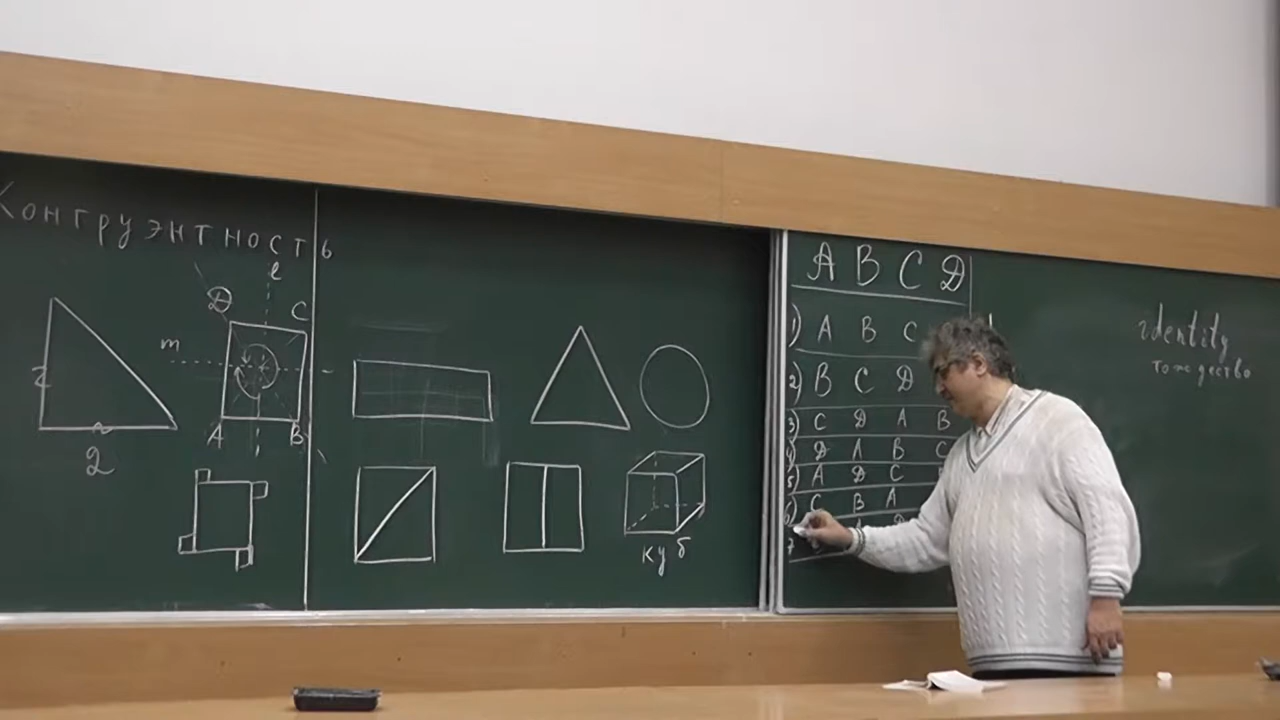 Конгруэнтность
l
D
C
m
2
A
B
2
куб
A B C D
1) A B C
2) B C D
3) C D A B
4) D A B C
5) A D C
6) C B A
7
identity
тождество